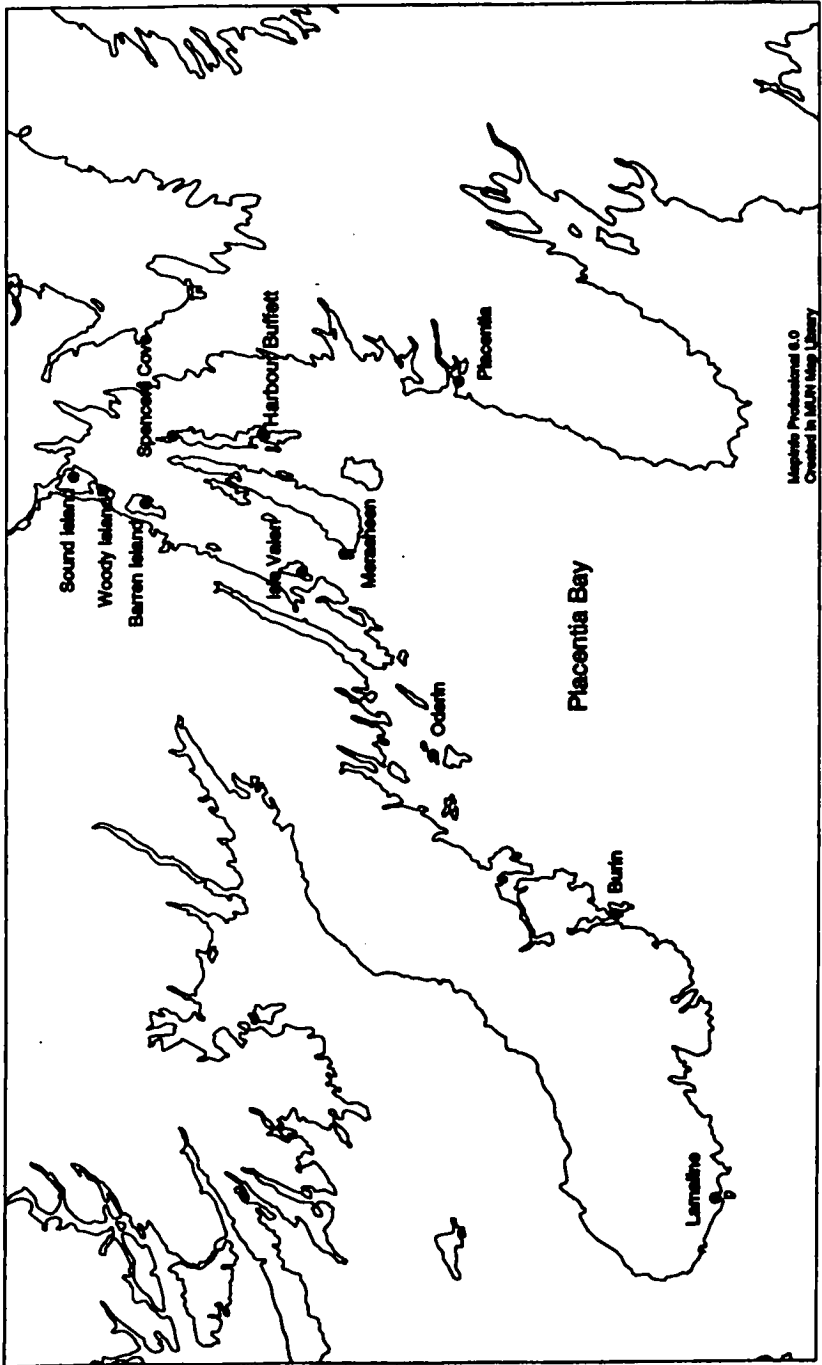 Sound Island
Woody Island
Barren Island
Spencers Cove
Harbour Buffett
Isle Valen
Merasheen
Placentia
Oderin
Placentia Bay
Burin
Lamaline
MapInfo Professional 6.0
Created in MUN Map Library